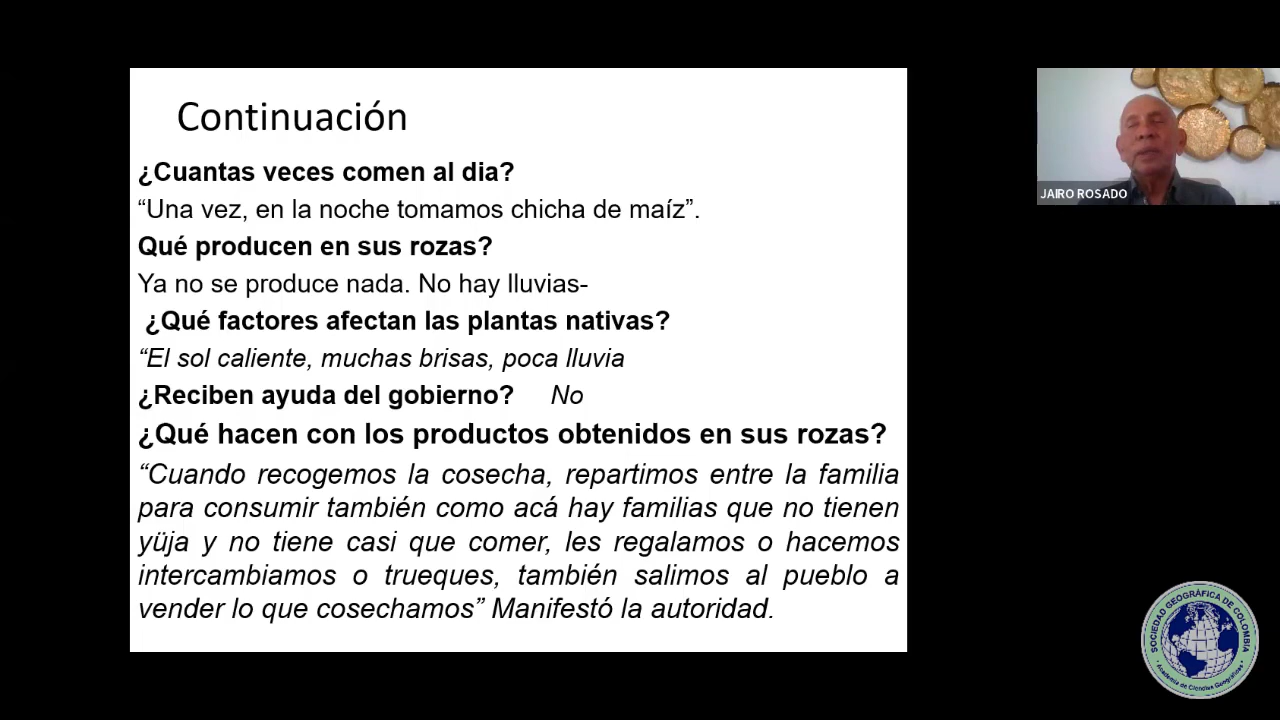 Continuación
¿Cuantas veces comen al dia?
“Una vez, en la noche tomamos chicha de maíz”.
Qué producen en sus rozas?
Ya no se produce nada. No hay lluvias-
¿Qué factores afectan las plantas nativas?
“El sol caliente, muchas brisas, poca lluvia
¿Reciben ayuda del gobierno? No
¿Qué hacen con los productos obtenidos en sus rozas?
“Cuando recogemos la cosecha, repartimos entre la familia
para consumir también como acá hay familias que no tienen
yüja y no tiene casi que comer, les regalamos o hacemos
intercambiamos o trueques, también salimos al pueblo a
vender lo que cosechamos” Manifestó la autoridad.
JAIRO ROSADO
SOCIEDAD GEOGRÁFICA DE COLOMBIA
Academia de Ciencias Geográficas